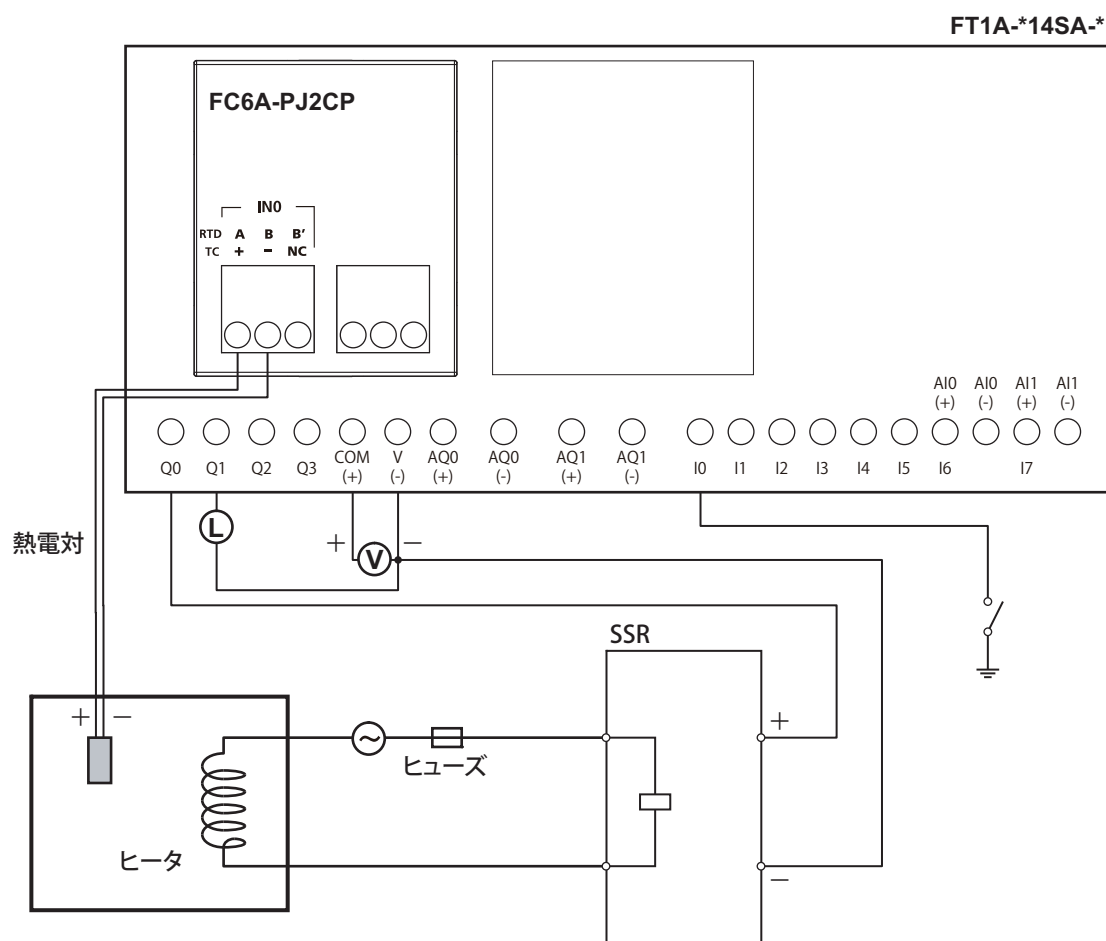 FT1A-*14SA-*
FC6A-PJ2CP
IN0
RTD A B B’
TC + − NC
AI0 (+) AI0 (-) AI1 (+) AI1 (-)
Q0 Q1 Q2 Q3 COM (+) V (-) AQ0 (+) AQ0 (-) AQ1 (+) AQ1 (-) I0 I1 I2 I3 I4 I5 I6 I7
L
熱電対
+ V −
SSR
+ −
+
ヒューズ
ヒータ
−